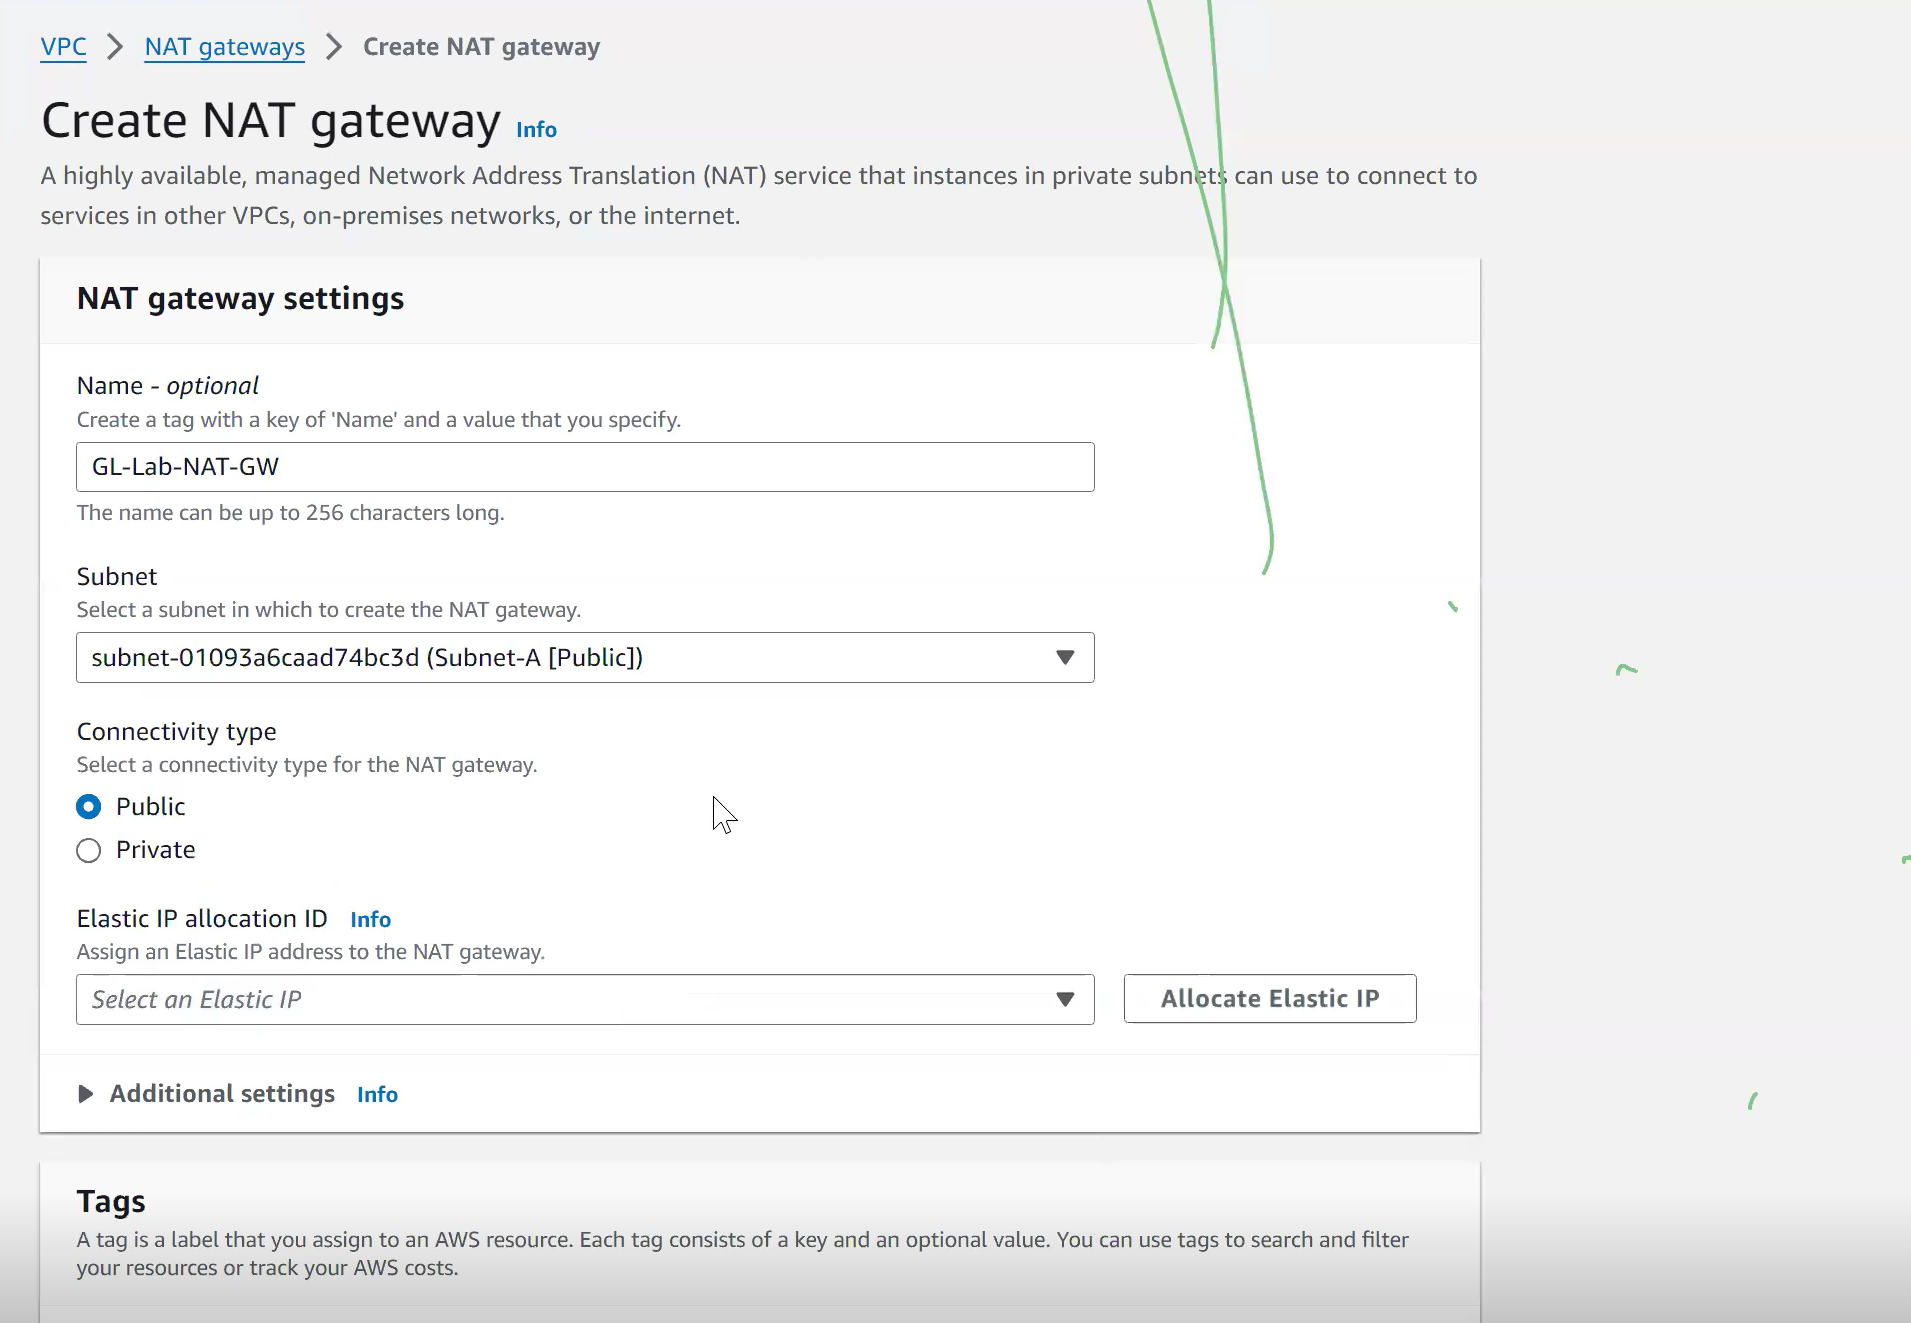 VPC > NAT gateways > Create NAT gateway
Create NAT gateway Info
A highly available, managed Network Address Translation (NAT) service that instances in private subnets can use to connect to
services in other VPCs, on-premises networks, or the internet.
NAT gateway settings
Name - optional
Create a tag with a key of 'Name' and a value that you specify.
GL-Lab-NAT-GW
The name can be up to 256 characters long.
Subnet
Select a subnet in which to create the NAT gateway.
subnet-01093a6caad74bc3d (Subnet-A [Public])
Connectivity type
Select a connectivity type for the NAT gateway.
Public
Private
Elastic IP allocation ID Info
Assign an Elastic IP address to the NAT gateway.
Select an Elastic IP
Allocate Elastic IP
Additional settings Info
Tags
A tag is a label that you assign to an AWS resource. Each tag consists of a key and an optional value. You can use tags to search and filter
your resources or track your AWS costs.